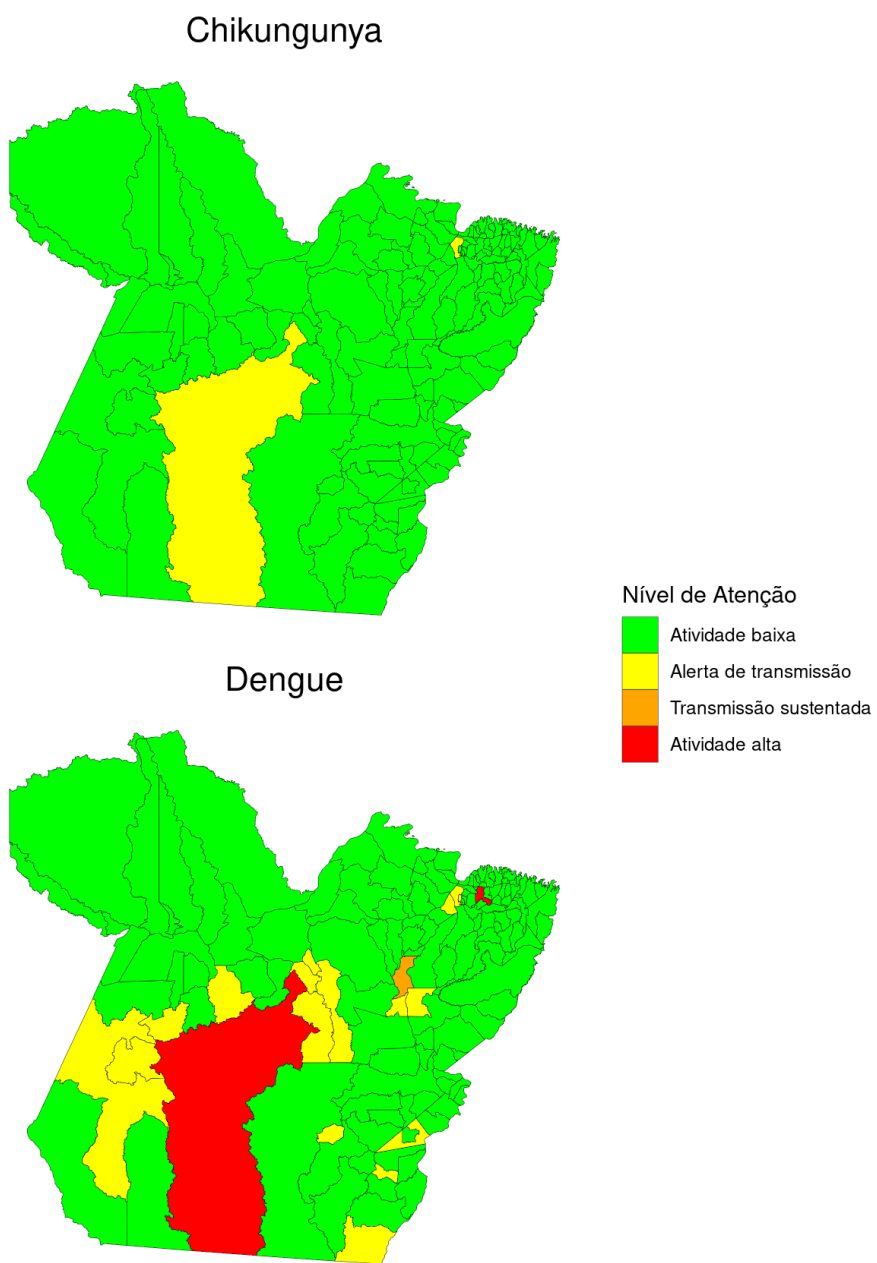 Chikungunya
Nível de Atenção
Atividade baixa
Alerta de transmissão
Transmissão sustentada
Atividade alta
Dengue